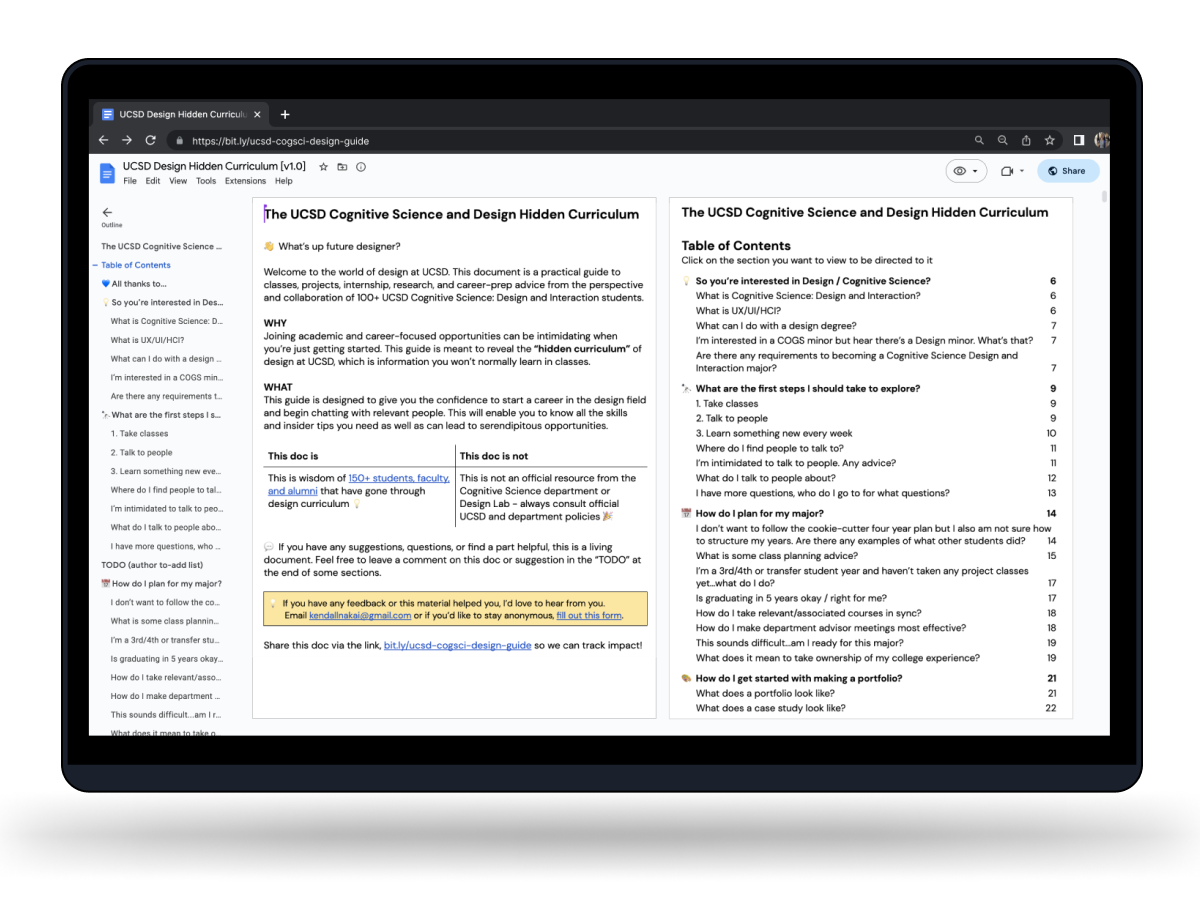 UCSD Design Hidden Curriculu
https://bit.ly/ucsd-cogsci-design-guide
UCSD Design Hidden Curriculum [v1.0]
File Edit View Tools Extensions Help
Share
Outline
The UCSD Cognitive Science ...
Table of Contents
💙 All thanks to...
💡 So you're interested in Des...
What is Cognitive Science: D...
What is UX/UI/HCI?
What can I do with a design ...
I'm interested in a COGS min...
Are there any requirements t...
🔭 What are the first steps I s...
1. Take classes
2. Talk to people
3. Learn something new eve...
Where do I find people to tal...
I'm intimidated to talk to peo...
What do I talk to people abo...
I have more questions, who ...
TODO (author to-add list)
📅 How do I plan for my major?
I don't want to follow the co...
What is some class plannin...
I'm a 3rd/4th or transfer stu...
Is graduating in 5 years okay...
How do I take relevant/asso...
How do I make department ...
This sounds difficult...am I r...
What does it mean to take o...
The UCSD Cognitive Science and Design Hidden Curriculum
👋 What's up future designer?
Welcome to the world of design at UCSD. This document is a practical guide to
classes, projects, internship, research, and career-prep advice from the perspective
and collaboration of 100+ UCSD Cognitive Science: Design and Interaction students.
WHY
Joining academic and career-focused opportunities can be intimidating when
you're just getting started. This guide is meant to reveal the "hidden curriculum" of
design at UCSD, which is information you won't normally learn in classes.
WHAT
This guide is designed to give you the confidence to start a career in the design field
and begin chatting with relevant people. This will enable you to know all the skills
and insider tips you need as well as can lead to serendipitous opportunities.
This doc is
This is wisdom of 150+ students, faculty,
and alumni that have gone through
design curriculum 💡
This doc is not
This is not an official resource from the
Cognitive Science department or
Design Lab - always consult official
UCSD and department policies 🎉
💬 If you have any suggestions, questions, or find a part helpful, this is a living
document. Feel free to leave a comment on this doc or suggestion in the "TODO" at
the end of some sections.
💡 If you have any feedback or this material helped you, I'd love to hear from you.
Email kendallnakai@gmail.com or if you'd like to stay anonymous, fill out this form.
Share this doc via the link, bit.ly/ucsd-cogsci-design-guide so we can track impact!
The UCSD Cognitive Science and Design Hidden Curriculum
Table of Contents
Click on the section you want to view to be directed to it
💡 So you're interested in Design / Cognitive Science? 6
What is Cognitive Science: Design and Interaction? 6
What is UX/UI/HCI? 6
What can I do with a design degree? 7
I'm interested in a COGS minor but hear there's a Design minor. What's that? 7
Are there any requirements to becoming a Cognitive Science Design and
Interaction major? 7
🔭 What are the first steps I should take to explore? 9
1. Take classes 9
2. Talk to people 9
3. Learn something new every week 10
Where do I find people to talk to? 11
I'm intimidated to talk to people. Any advice? 11
What do I talk to people about? 12
I have more questions, who do I go to for what questions? 13
📅 How do I plan for my major? 14
I don't want to follow the cookie-cutter four year plan but I also am not sure how
to structure my years. Are there any examples of what other students did? 14
What is some class planning advice? 15
I'm a 3rd/4th or transfer student year and haven't taken any project classes
yet...what do I do? 17
Is graduating in 5 years okay / right for me? 17
How do I take relevant/associated courses in sync? 18
How do I make department advisor meetings most effective? 18
This sounds difficult...am I ready for this major? 19
What does it mean to take ownership of my college experience? 19
🎨 How do I get started with making a portfolio? 21
What does a portfolio look like? 21
What does a case study look like? 22